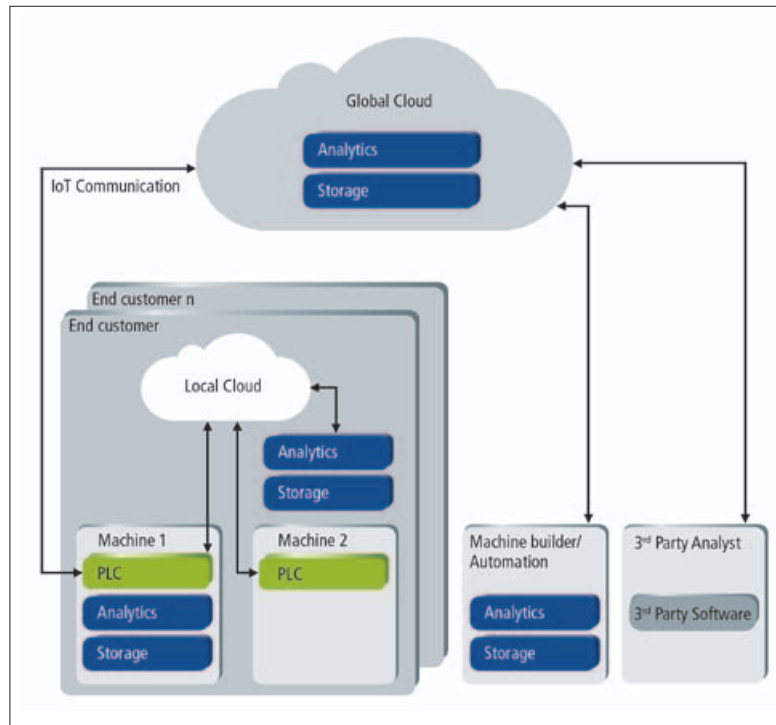 Global Cloud
Analytics
Storage
IoT Communication
End customer n
End customer
Local Cloud
Analytics
Storage
Machine 1
PLC
Analytics
Storage
Machine 2
PLC
Machine builder/
Automation
Analytics
Storage
3rd Party Analyst
3rd Party Software